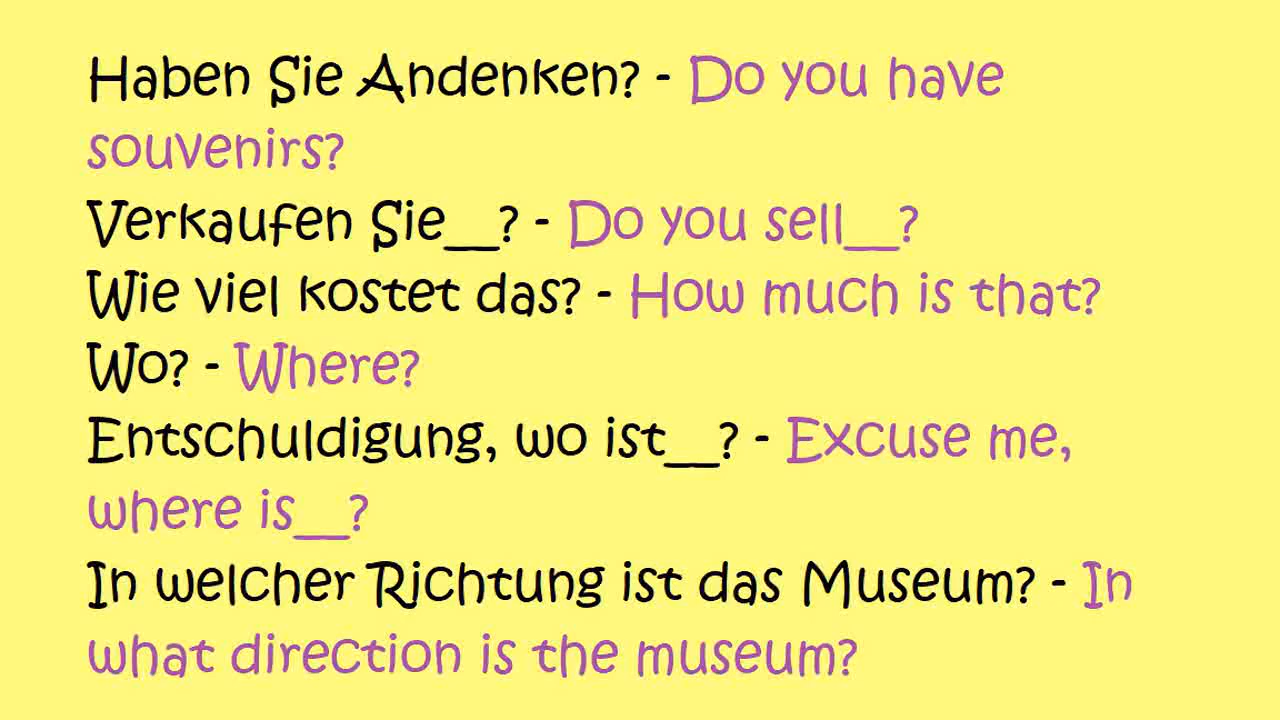 Haben Sie Andenken? - Do you have
souvenirs?
Verkaufen Sie__? - Do you sell__?
Wie viel kostet das? - How much is that?
Wo? - Where?
Entschuldigung, wo ist__? - Excuse me,
where is__?
In welcher Richtung ist das Museum? - In
what direction is the museum?